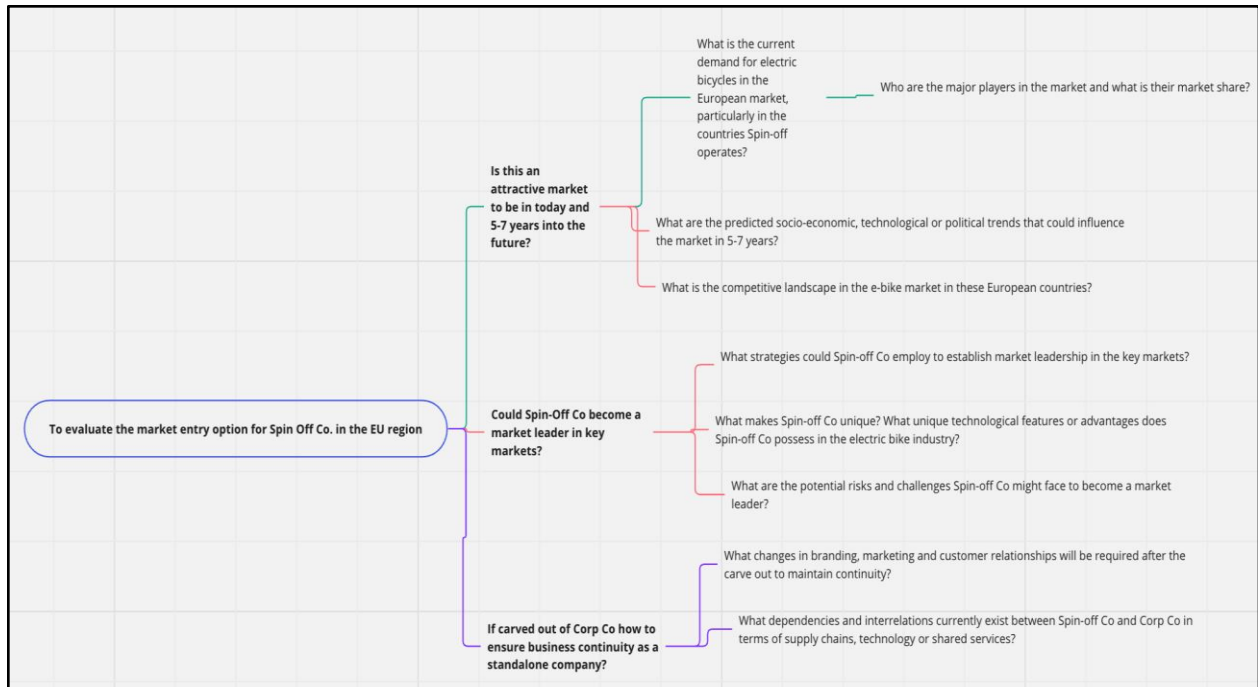 What is the current
demand for electric
bicycles in the
European market,
particularly in the
countries Spin-off
operates?
Who are the major players in the market and what is their market share?
Is this an
attractive market
to be in today and
5-7 years into the
future?
What are the predicted socio-economic, technological or political trends that could influence
the market in 5-7 years?
What is the competitive landscape in the e-bike market in these European countries?
To evaluate the market entry option for Spin Off Co. in the EU region
Could Spin-Off Co become a
market leader in key
markets?
What strategies could Spin-off Co employ to establish market leadership in the key markets?
What makes Spin-off Co unique? What unique technological features or advantages does
Spin-off Co possess in the electric bike industry?
What are the potential risks and challenges Spin-off Co might face to become a market
leader?
If carved out of Corp Co how to
ensure business continuity as a
standalone company?
What changes in branding, marketing and customer relationships will be required after the
carve out to maintain continuity?
What dependencies and interrelations currently exist between Spin-off Co and Corp Co in
terms of supply chains, technology or shared services?